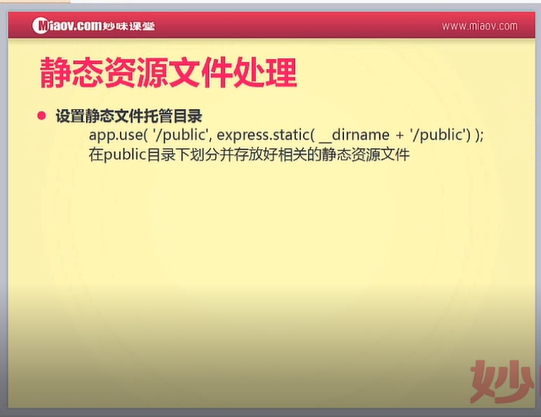 Miaov.com妙味课堂
www.miaov.com
静态资源文件处理
设置静态文件托管目录
app.use( '/public', express.static( __dirname + '/public') );
在public目录下划分并存放好相关的静态资源文件
妙